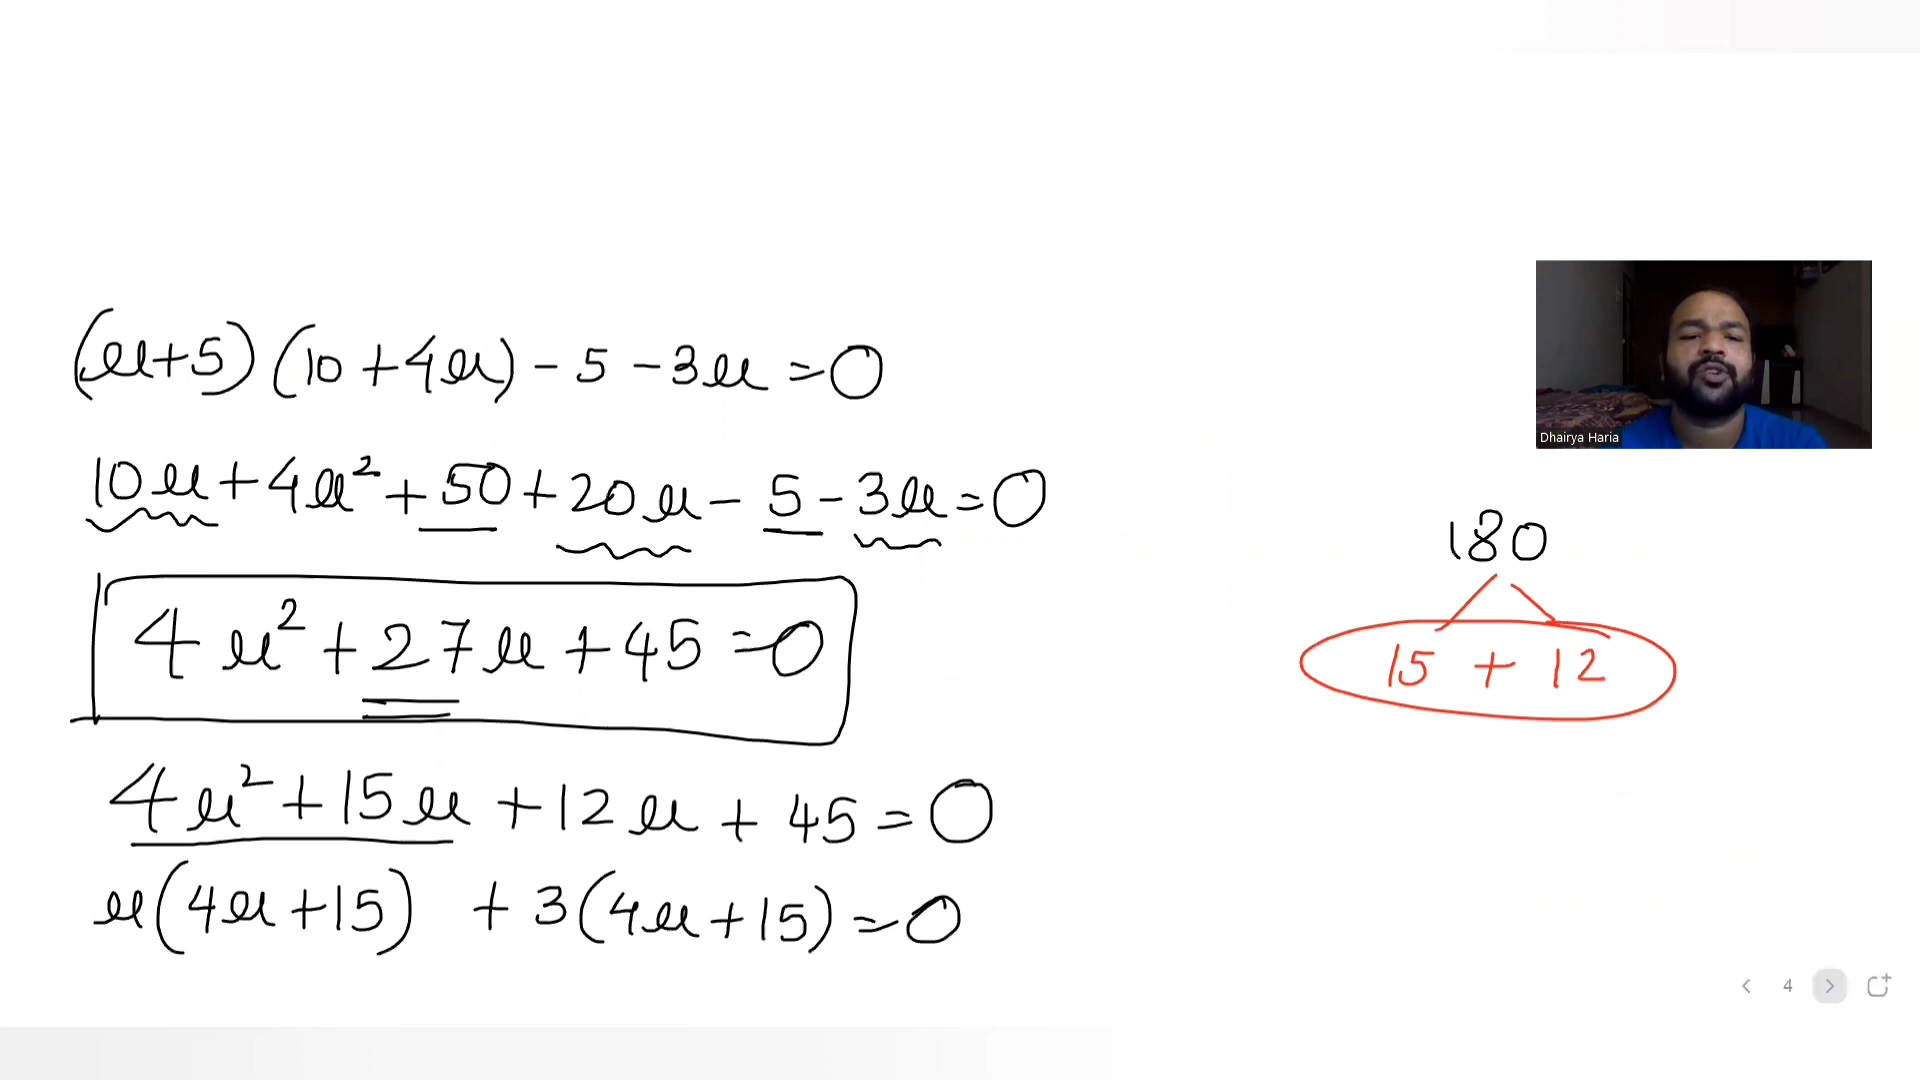 (x+5)(10+4x)-5-3x=0
10x+4x²+50+20x-5-3x=0
4x²+27x+45=0
4x²+15x+12x+45=0
x(4x+15)+3(4x+15)=0
Dhairya Haria
180
15 + 12
4